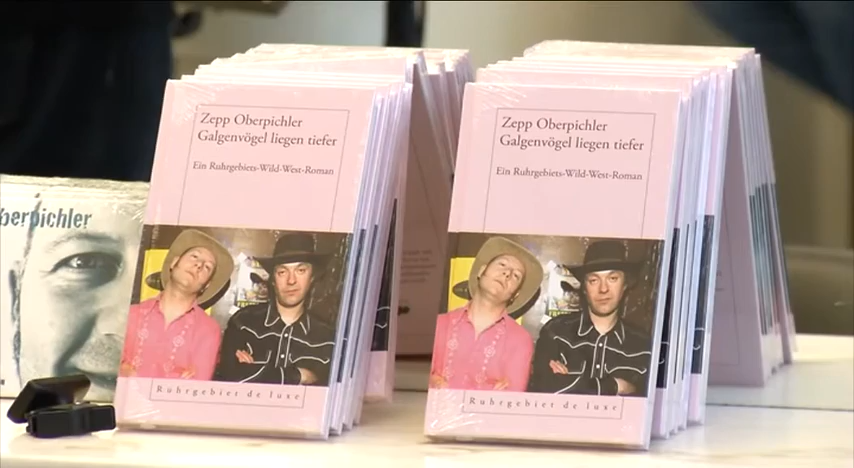 Zepp Oberpichler
Galgenvögel liegen tiefer
Ein Ruhrgebiets-Wild-West-Roman
Ruhrgebiet de luxe
Zepp Oberpichler
Galgenvögel liegen tiefer
Ein Ruhrgebiets-Wild-West-Roman
Ruhrgebiet de luxe
berpichler